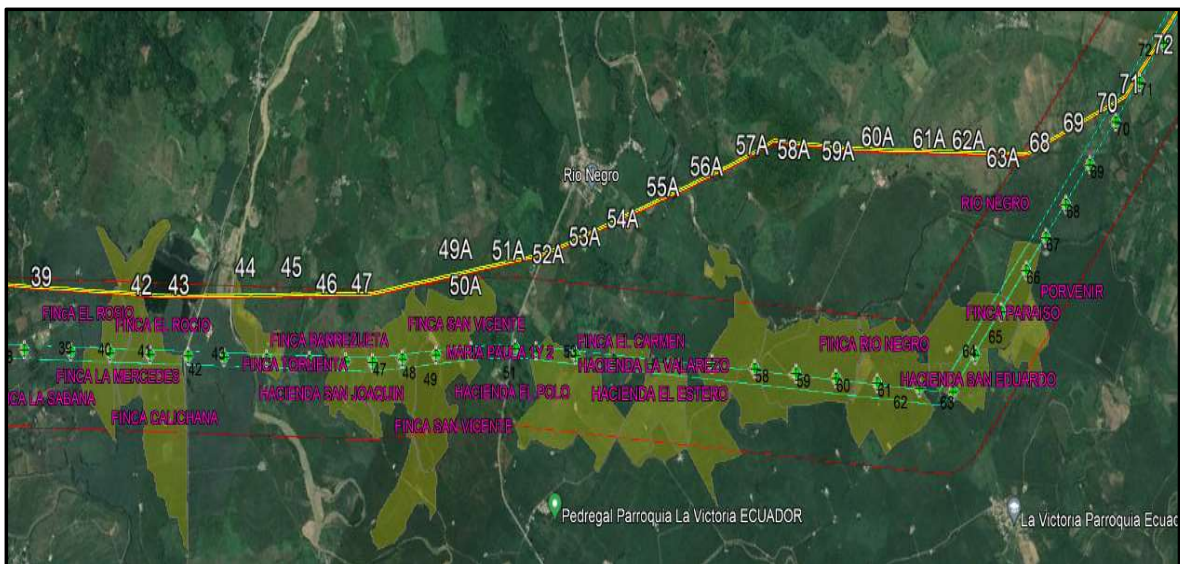 72
71
70
69
68
63A
62A
61A
60A
59A
58A
57A
56A
55A
54A
53A
52A
51A
50A
49A
47
46
45
44
43
42
39
Rio Negro
72
71
70
69
68
67
66
65
64
63
62
61
60
59
58
53
51
49
48
47
43
42
41
40
39
RIO NEGRO
PORVENIR
FINCA PARAISO
FINCA RIO NEGRO
HACIENDA SAN EDUARDO
FINCA EL ROSIO
FINCA EL ROCIO
FINCA BARREZUETA
FINCA SAN VICENTE
MARIA PAULA 1 Y 2
FINCA EL CARMEN
HACIENDA LA VALAREZO
FINCA TORMENTA
FINCA LA MERCEDES
HACIENDA SAN JOAQUIN
HACIENDA EL POLO
HACIENDA EL ESTERO
LA SABANA
FINCA CALICHANA
FINCA SAN VICENTE
Pedregal Parroquia La Victoria ECUADOR
La Victoria Parroquia Ecuad